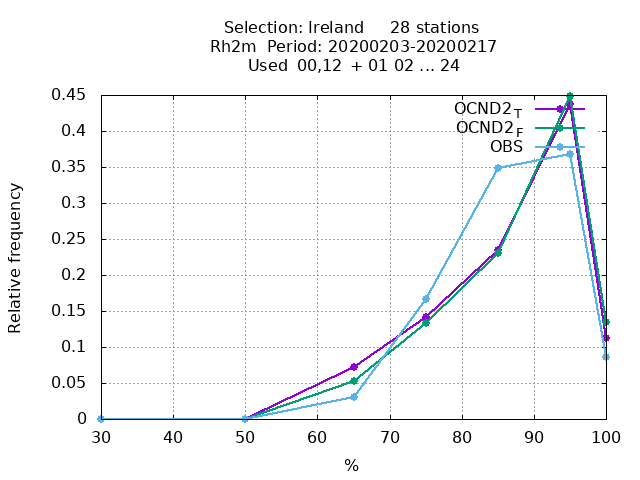 Selection: Ireland     28 stations
Rh2m  Period: 20200203-20200217
Used  00,12  + 01 02 ... 24
OCND2_T
OCND2_F
OBS
0.45
0.4
0.35
0.3
0.25
0.2
0.15
0.1
0.05
0
Relative frequency
30 40 50 60 70 80 90 100
%